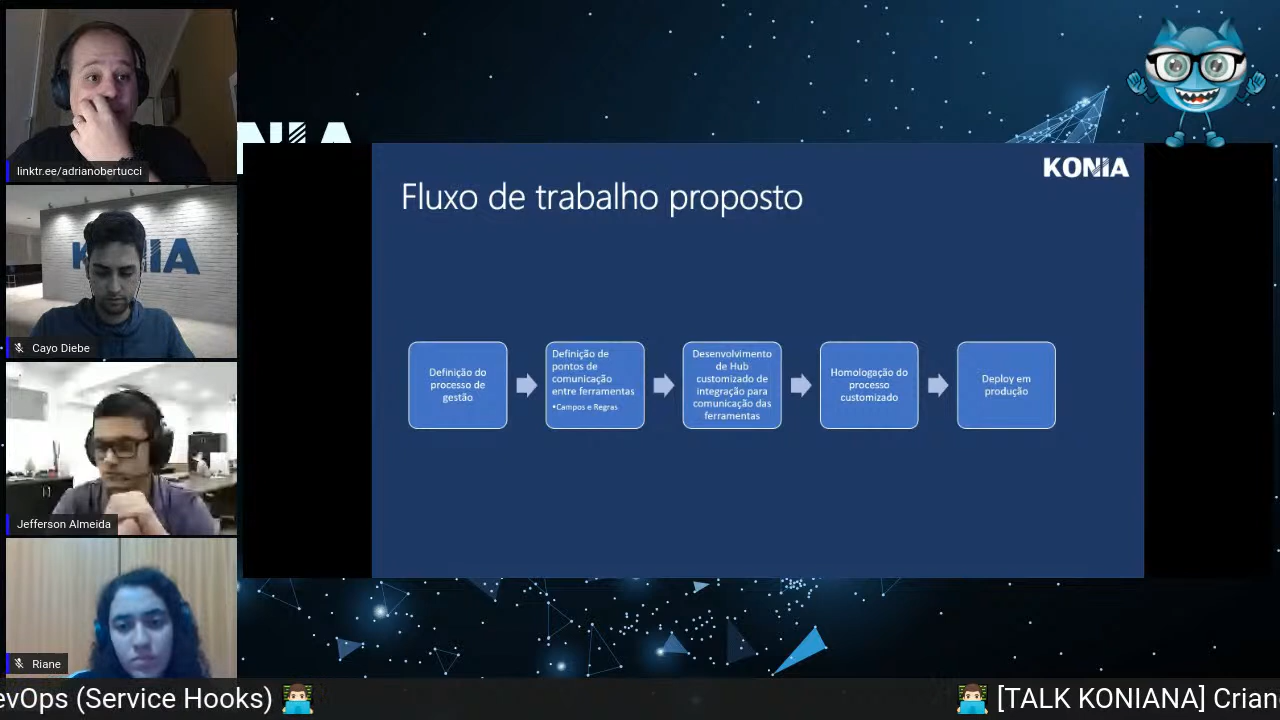 linktr.ee/adrianobertucci
KONIA
Cayo Diebe
Jefferson Almeida
Riane
KONIA
Fluxo de trabalho proposto
Definição do
processo de
gestão
Definição de
pontos de
comunicação
entre ferramentas
•Campos e Regras
Desenvolvimento
de Hub
customizado de
integração para
comunicação das
ferramentas
Homologação do
processo
customizado
Deploy em
produção
evOps (Service Hooks)
[TALK KONIANA] Crian